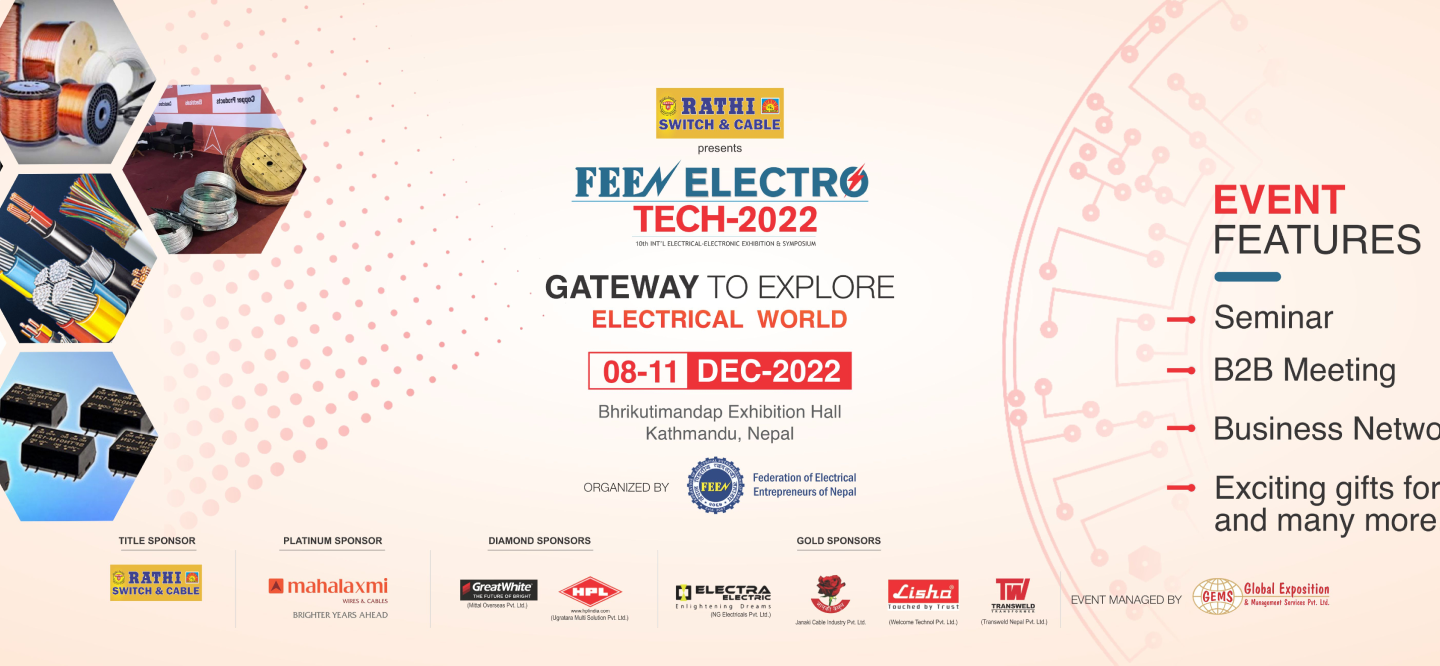 RATHI
SWITCH & CABLE
presents
FEEN ELECTRO
TECH-2022
10th INT'L ELECTRICAL-ELECTRONIC EXHIBITION & SYMPOSIUM
GATEWAY TO EXPLORE
ELECTRICAL WORLD
08-11 DEC-2022
Bhrikutimandap Exhibition Hall
Kathmandu, Nepal
ORGANIZED BY
FEEN
Federation of Electrical
Entrepreneurs of Nepal
EVENT
FEATURES
Seminar
B2B Meeting
Business Netwo
Exciting gifts for
and many more
TITLE SPONSOR
RATHI
SWITCH & CABLE
PLATINUM SPONSOR
mahalaxmi
WIRES & CABLES
BRIGHTER YEARS AHEAD
DIAMOND SPONSORS
GreatWhite
THE FUTURE OF BRIGHT
(Mittal Overseas Pvt. Ltd.)
HPL
www.hplindia.com
(Ugratara Multi Solution Pvt. Ltd.)
GOLD SPONSORS
ELECTRA
ELECTRIC
Enlightening Dreams
(NG Electricals Pvt. Ltd.)
Janaki Cable Industry Pvt. Ltd.
Lisha
Touched by Trust
(Welcome Technol Pvt. Ltd.)
TW
TRANSWELD
TRANSFORMER
(Transweld Nepal Pvt. Ltd.)
EVENT MANAGED BY
GEMS
Global Exposition
& Management Services Pvt. Ltd.